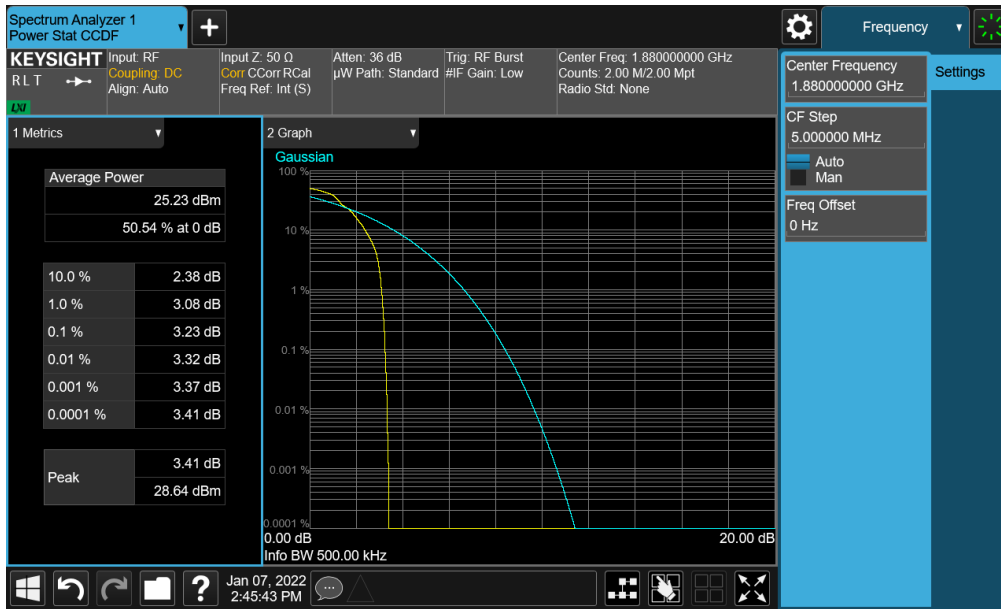 Spectrum Analyzer 1
Power Stat CCDF
+
Frequency
KEYSIGHT
R L T
LXI
Input: RF
Coupling: DC
Align: Auto
Input Z: 50 Ω
Corr CCorr RCal
Freq Ref: Int (S)
Atten: 36 dB
µW Path: Standard
Trig: RF Burst
#IF Gain: Low
Center Freq: 1.880000000 GHz
Counts: 2.00 M/2.00 Mpt
Radio Std: None
Center Frequency
1.880000000 GHz
Settings
CF Step
5.000000 MHz
Auto
Man
Freq Offset
0 Hz
1 Metrics
Average Power
25.23 dBm
50.54 % at 0 dB
10.0 % 2.38 dB
1.0 % 3.08 dB
0.1 % 3.23 dB
0.01 % 3.32 dB
0.001 % 3.37 dB
0.0001 % 3.41 dB
Peak
3.41 dB
28.64 dBm
2 Graph
Gaussian
100 %
10 %
1 %
0.1 %
0.01 %
0.001 %
0.0001 %
0.00 dB
20.00 dB
Info BW 500.00 kHz
?
Jan 07, 2022
2:45:43 PM